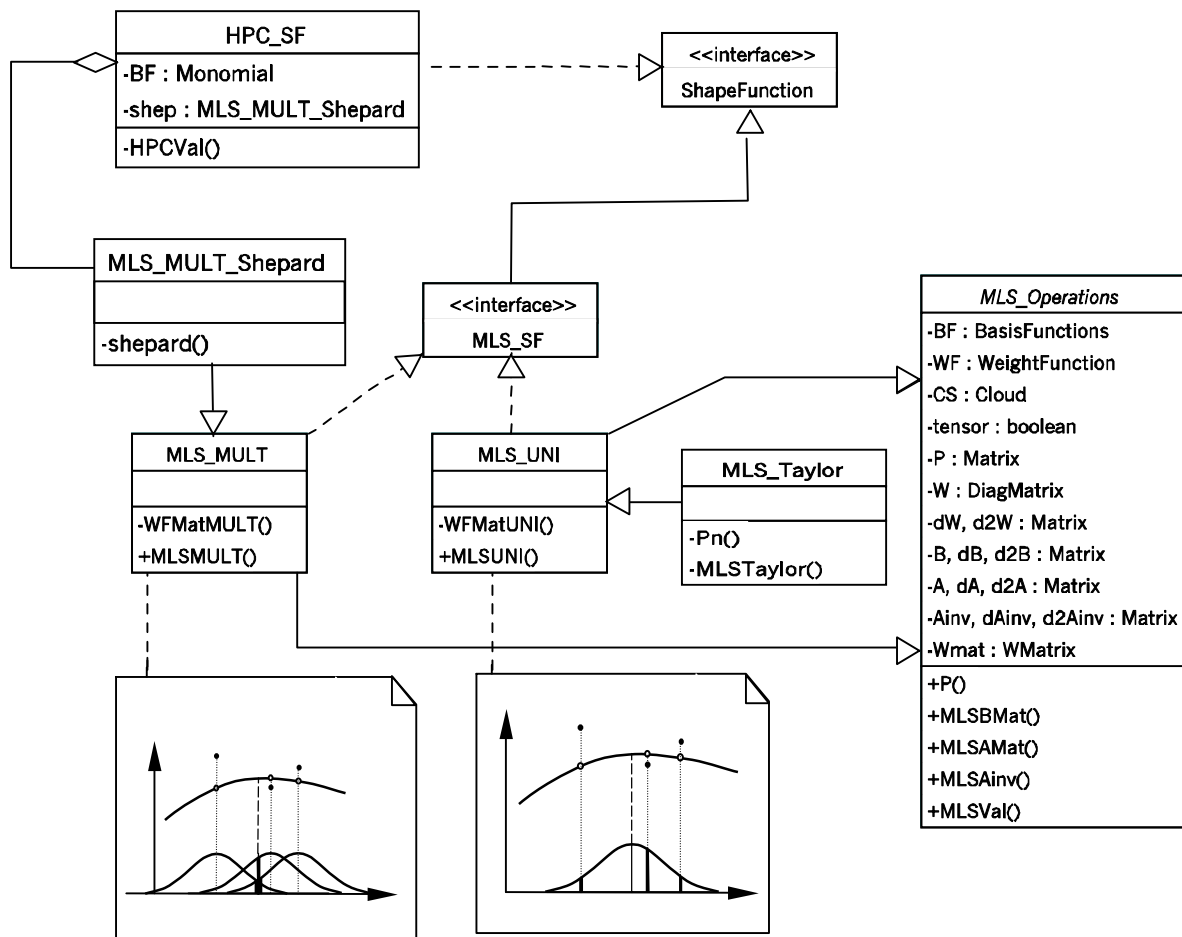 HPC_SF
-BF : Monomial
-shep : MLS_MULT_Shepard
-HPCVal()
<<interface>>
ShapeFunction
MLS_MULT_Shepard
-shepard()
<<interface>>
MLS_SF
MLS_Operations
-BF : BasisFunctions
-WF : WeightFunction
-CS : Cloud
-tensor : boolean
-P : Matrix
-W : DiagMatrix
-dW, d2W : Matrix
-B, dB, d2B : Matrix
-A, dA, d2A : Matrix
-Ainv, dAinv, d2Ainv : Matrix
-Wmat : WMatrix
+P()
+MLSBMat()
+MLSAMat()
+MLSAinv()
+MLSVal()
MLS_MULT
-WFMatMULT()
+MLSMULT()
MLS_UNI
-WFMatUNI()
+MLSUNI()
MLS_Taylor
-Pn()
-MLSTaylor()